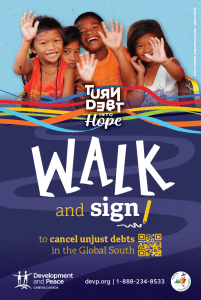 TURN
DEBT
INTO
Hope
WALK
and sign
to cancel unjust debts
in the Global South
Development
and Peace
CARITAS CANADA
devp.org | 1-888-234-8533